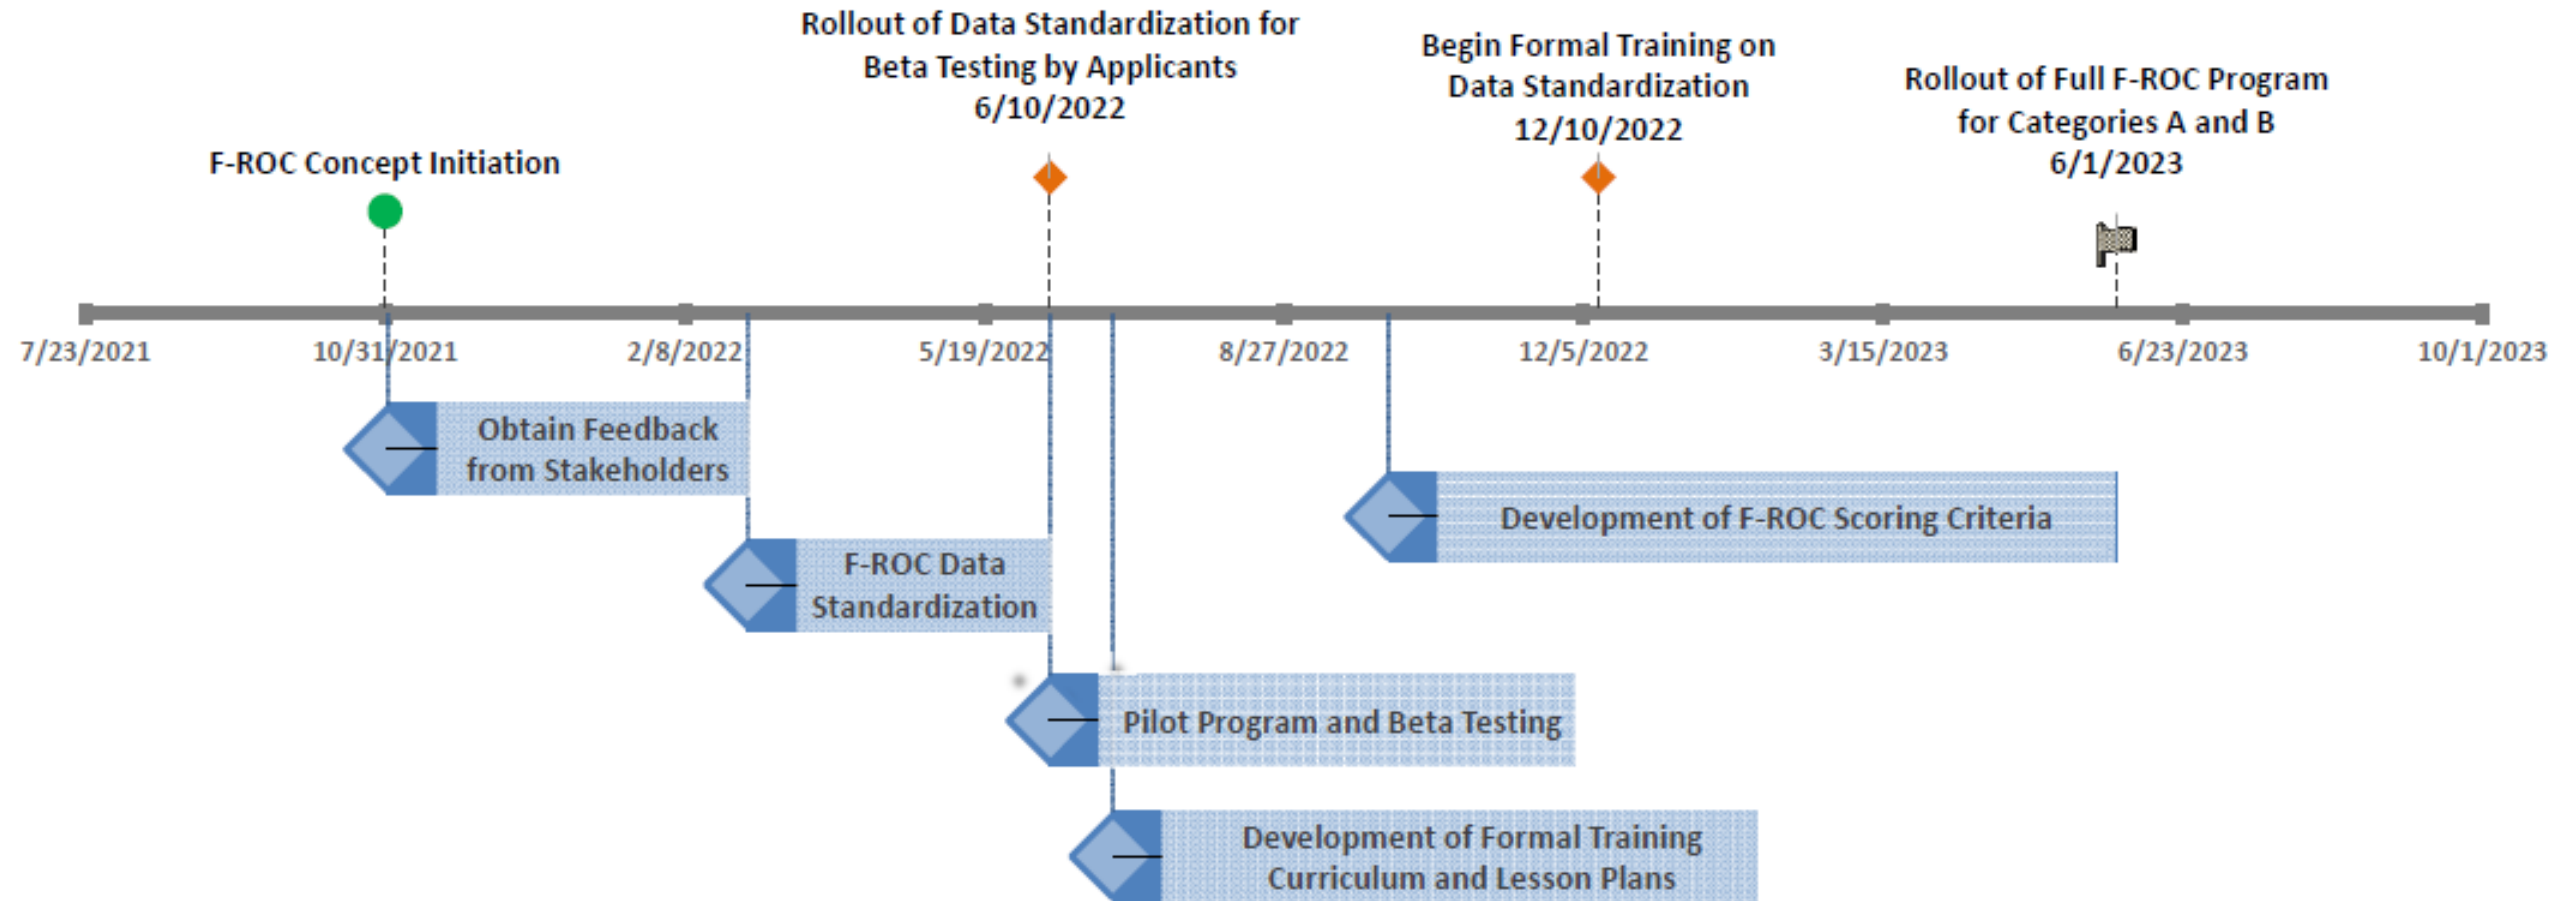 Rollout of Data Standardization for
Beta Testing by Applicants
6/10/2022
Begin Formal Training on
Data Standardization
12/10/2022
Rollout of Full F-ROC Program
for Categories A and B
6/1/2023
F-ROC Concept Initiation
7/23/2021
10/31/2021
2/8/2022
5/19/2022
8/27/2022
12/5/2022
3/15/2023
6/23/2023
10/1/2023
Obtain Feedback
from Stakeholders
Development of F-ROC Scoring Criteria
F-ROC Data
Standardization
Pilot Program and Beta Testing
Development of Formal Training
Curriculum and Lesson Plans